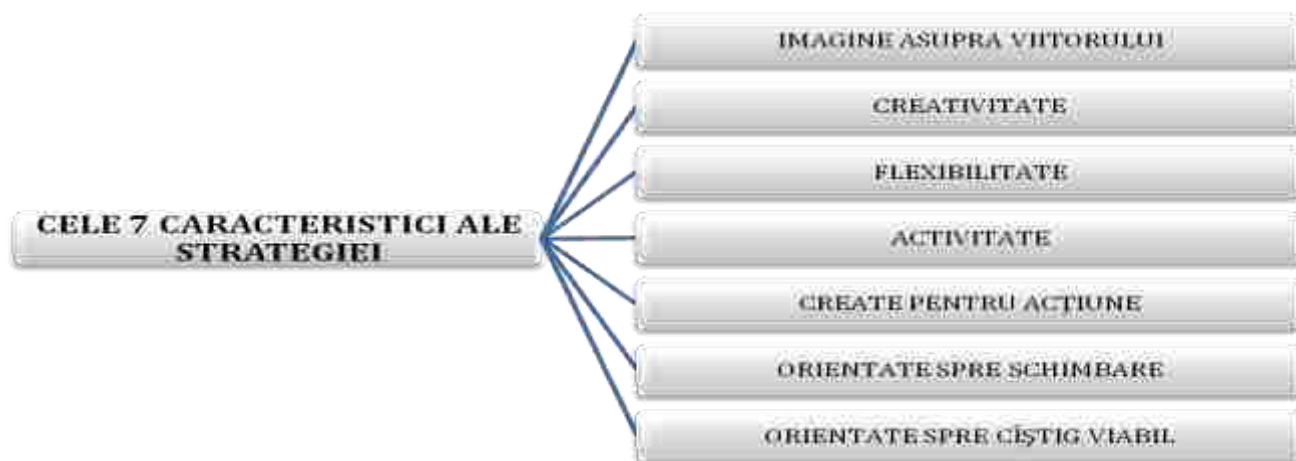 IMAGINE ASUPRA VIITORULUI
CREATIVITATE
FLEXIBILITATE
CELE 7 CARACTERISTICI ALE
STRATEGIEI
ACTIVITATE
CREATE PENTRU ACȚIUNE
ORIENTATE SPRE SCHIMBARE
ORIENTATE SPRE CÎȘTIG VIABIL